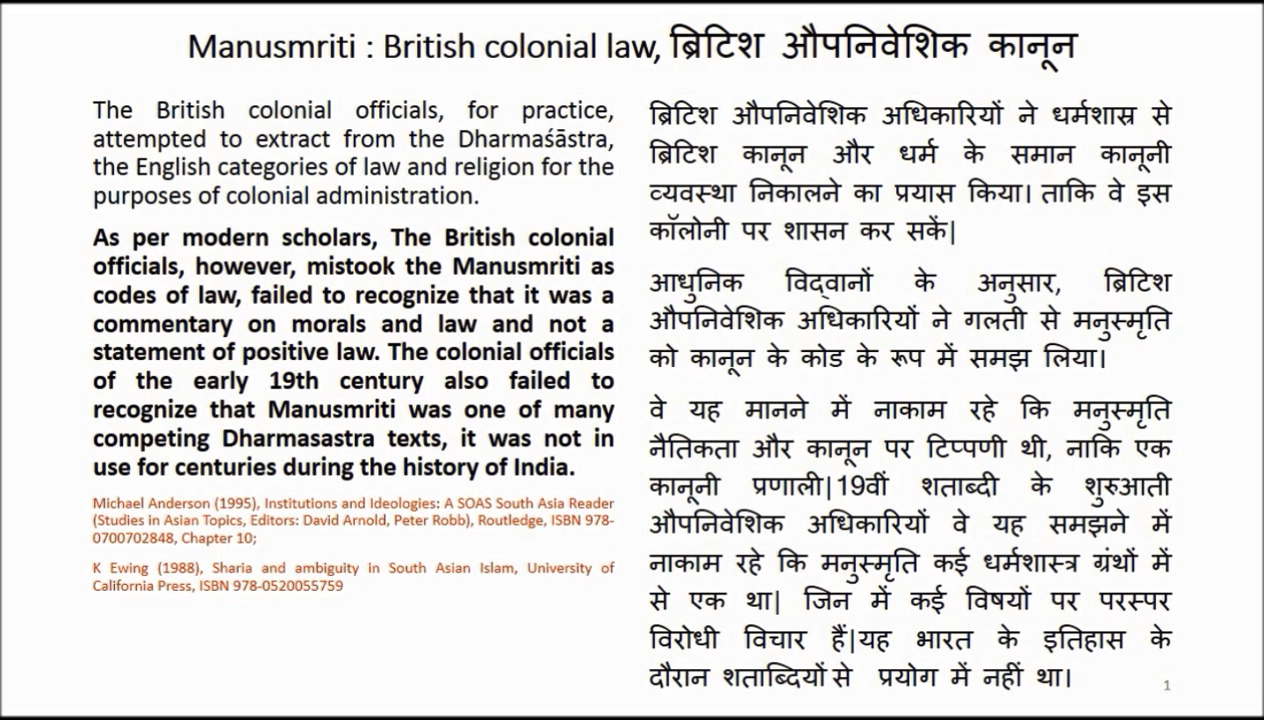 Manusmriti : British colonial law, ब्रिटिश औपनिवेशिक कानून
The British colonial officials, for practice,
attempted to extract from the Dharmaśāstra,
the English categories of law and religion for the
purposes of colonial administration.
As per modern scholars, The British colonial
officials, however, mistook the Manusmriti as
codes of law, failed to recognize that it was a
commentary on morals and law and not a
statement of positive law. The colonial officials
of the early 19th century also failed to
recognize that Manusmriti was one of many
competing Dharmasastra texts, it was not in
use for centuries during the history of India.
Michael Anderson (1995), Institutions and Ideologies: A SOAS South Asia Reader
(Studies in Asian Topics, Editors: David Arnold, Peter Robb), Routledge, ISBN 978-
0700702848, Chapter 10;
K Ewing (1988), Sharia and ambiguity in South Asian Islam, University of
California Press, ISBN 978-0520055759
ब्रिटिश औपनिवेशिक अधिकारियों ने धर्मशास्र से
ब्रिटिश कानून और धर्म के समान कानूनी
व्यवस्था निकालने का प्रयास किया। ताकि वे इस
कॉलोनी पर शासन कर सकें|
आधुनिक विद्वानों के अनुसार, ब्रिटिश
औपनिवेशिक अधिकारियों ने गलती से मनुस्मृति
को कानून के कोड के रूप में समझ लिया।
वे यह मानने में नाकाम रहे कि मनुस्मृति
नैतिकता और कानून पर टिप्पणी थी, नाकि एक
कानूनी प्रणाली|19वीं शताब्दी के शुरुआती
औपनिवेशिक अधिकारियों वे यह समझने में
नाकाम रहे कि मनुस्मृति कई धर्मशास्त्र ग्रंथों में
से एक था| जिन में कई विषयों पर परस्पर
विरोधी विचार हैं|यह भारत के इतिहास के
दौरान शताब्दियों से प्रयोग में नहीं था।
1